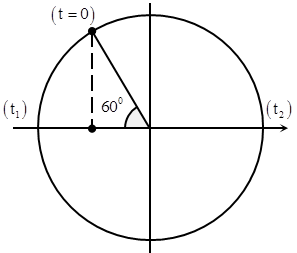 (t = 0)
60⁰
(t₁) (t₂)